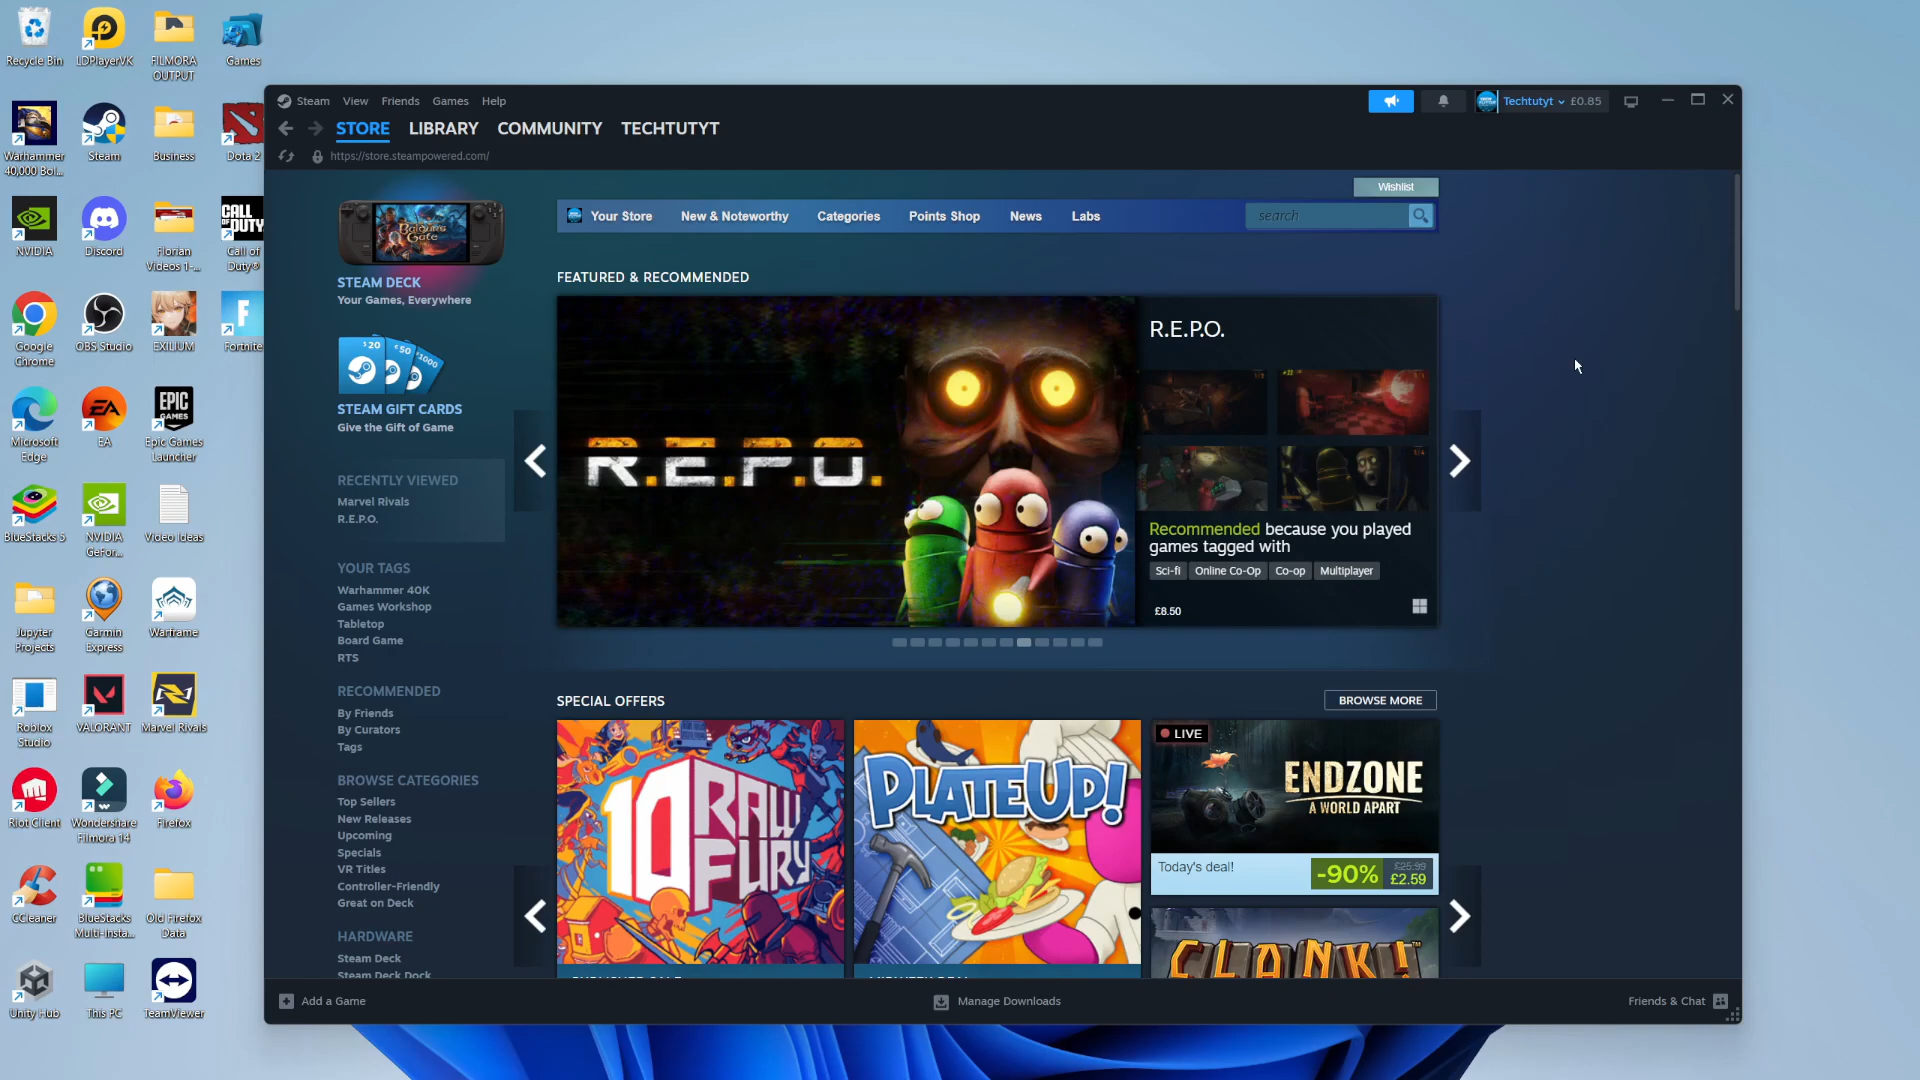 Recycle Bin
LDPlayerVK
FILMORA
OUTPUT
Games
Warhammer
40,000 Bol...
Steam
Business
Dota 2
NVIDIA
Discord
Florian
Videos 1-...
CALL OF DUTY
Call of
Duty®
Google
Chrome
OBS Studio
EXILIUM
Fortnite
Microsoft
Edge
EA
EPIC
GAMES
Epic Games
Launcher
BlueStacks 5
NVIDIA
GeFor...
Video Ideas
Jupyter
Projects
Garmin
Express
Warframe
Roblox
Studio
VALORANT
Marvel Rivals
Riot Client
Wondershare
Filmora 14
Firefox
CCleaner
BlueStacks
Multi-Insta...
Old Firefox
Data
Unity Hub
This PC
TeamViewer
Steam View Friends Games Help
Techtutyt £0.85
STORE LIBRARY COMMUNITY TECHTUTYT
https://store.steampowered.com/
Wishlist
Your Store New & Noteworthy Categories Points Shop News Labs search
STEAM DECK
Your Games, Everywhere
STEAM GIFT CARDS
Give the Gift of Game
RECENTLY VIEWED
Marvel Rivals
R.E.P.O.
YOUR TAGS
Warhammer 40K
Games Workshop
Tabletop
Board Game
RTS
RECOMMENDED
By Friends
By Curators
Tags
BROWSE CATEGORIES
Top Sellers
New Releases
Upcoming
Specials
VR Titles
Controller-Friendly
Great on Deck
HARDWARE
Steam Deck
Steam Deck Dock
FEATURED & RECOMMENDED
R.E.P.O.
R.E.P.O.
Recommended because you played
games tagged with
Sci-fi Online Co-Op Co-op Multiplayer
£8.50
SPECIAL OFFERS
BROWSE MORE
10 RAW FURY
PLATEUP!
LIVE
ENDZONE
A WORLD APART
Today's deal!
-90%
£25.99
£2.59
CLANK!
Add a Game
Manage Downloads
Friends & Chat